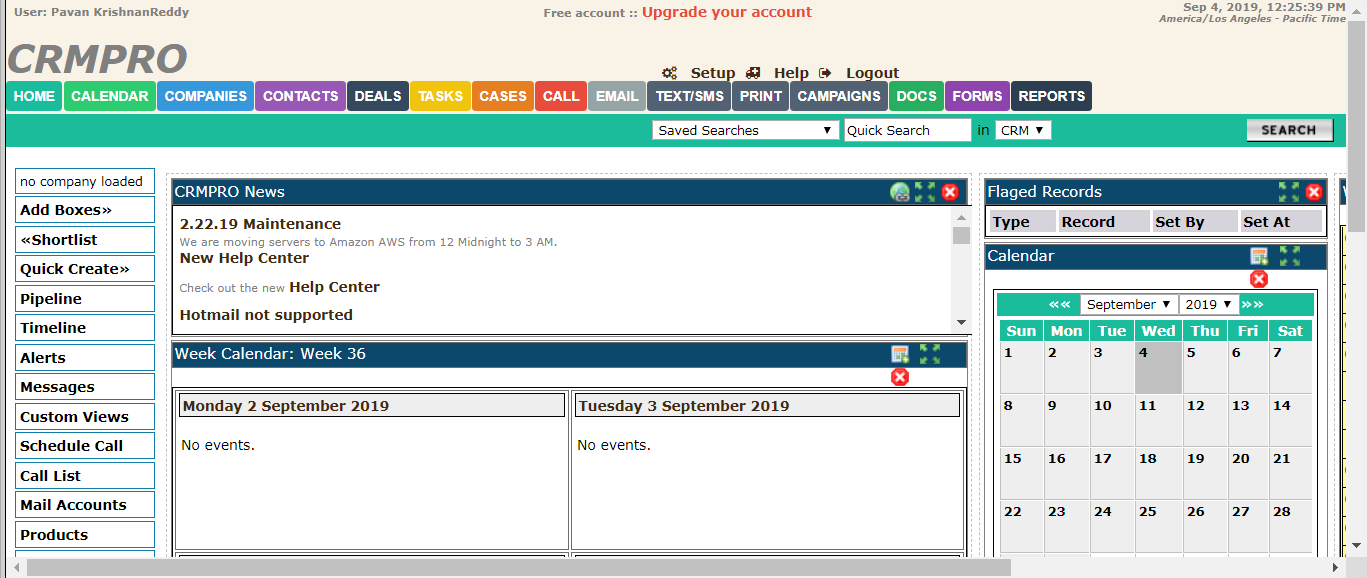 User: Pavan KrishnanReddy
Free account :: Upgrade your account
Sep 4, 2019, 12:25:39 PM
America/Los Angeles - Pacific Time
CRMPRO
Setup Help Logout
HOME CALENDAR COMPANIES CONTACTS DEALS TASKS CASES CALL EMAIL TEXT/SMS PRINT CAMPAIGNS DOCS FORMS REPORTS
Saved Searches Quick Search in CRM SEARCH
no company loaded
Add Boxes»
«Shortlist
Quick Create»
Pipeline
Timeline
Alerts
Messages
Custom Views
Schedule Call
Call List
Mail Accounts
Products
CRMPRO News
2.22.19 Maintenance
We are moving servers to Amazon AWS from 12 Midnight to 3 AM.
New Help Center
Check out the new Help Center
Hotmail not supported
Week Calendar: Week 36
Monday 2 September 2019
No events.
Tuesday 3 September 2019
No events.
Flaged Records
Type Record Set By Set At
Calendar
«« September 2019 »»
Sun Mon Tue Wed Thu Fri Sat
1 2 3 4 5 6 7
8 9 10 11 12 13 14
15 16 17 18 19 20 21
22 23 24 25 26 27 28